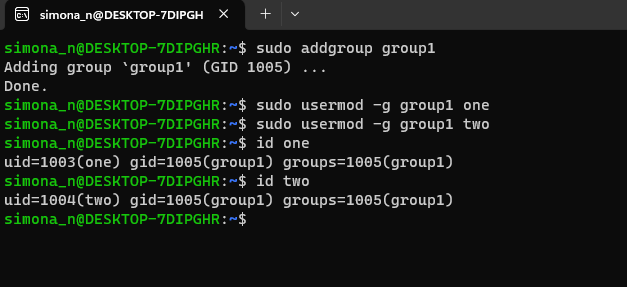 simona_n@DESKTOP-7DIPGH
simona_n@DESKTOP-7DIPGHR:~$ sudo addgroup group1
Adding group `group1' (GID 1005) ...
Done.
simona_n@DESKTOP-7DIPGHR:~$ sudo usermod -g group1 one
simona_n@DESKTOP-7DIPGHR:~$ sudo usermod -g group1 two
simona_n@DESKTOP-7DIPGHR:~$ id one
uid=1003(one) gid=1005(group1) groups=1005(group1)
simona_n@DESKTOP-7DIPGHR:~$ id two
uid=1004(two) gid=1005(group1) groups=1005(group1)
simona_n@DESKTOP-7DIPGHR:~$